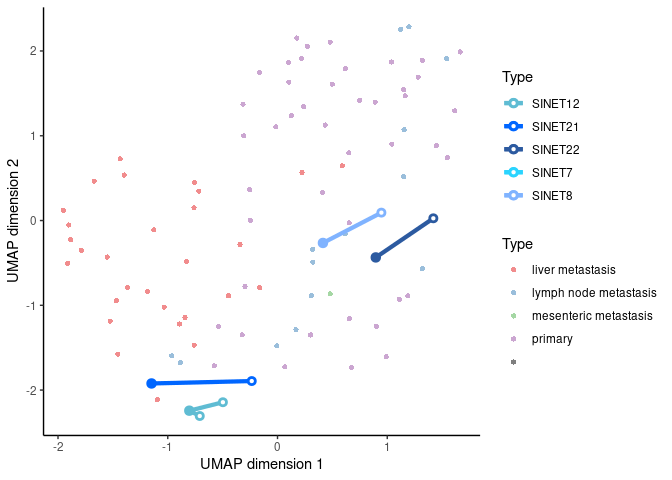 Type
SINET12
SINET21
SINET22
SINET7
SINET8
Type
liver metastasis
lymph node metastasis
mesenteric metastasis
primary
UMAP dimension 2
2
1
0
-1
-2
-2 -1 0 1
UMAP dimension 1